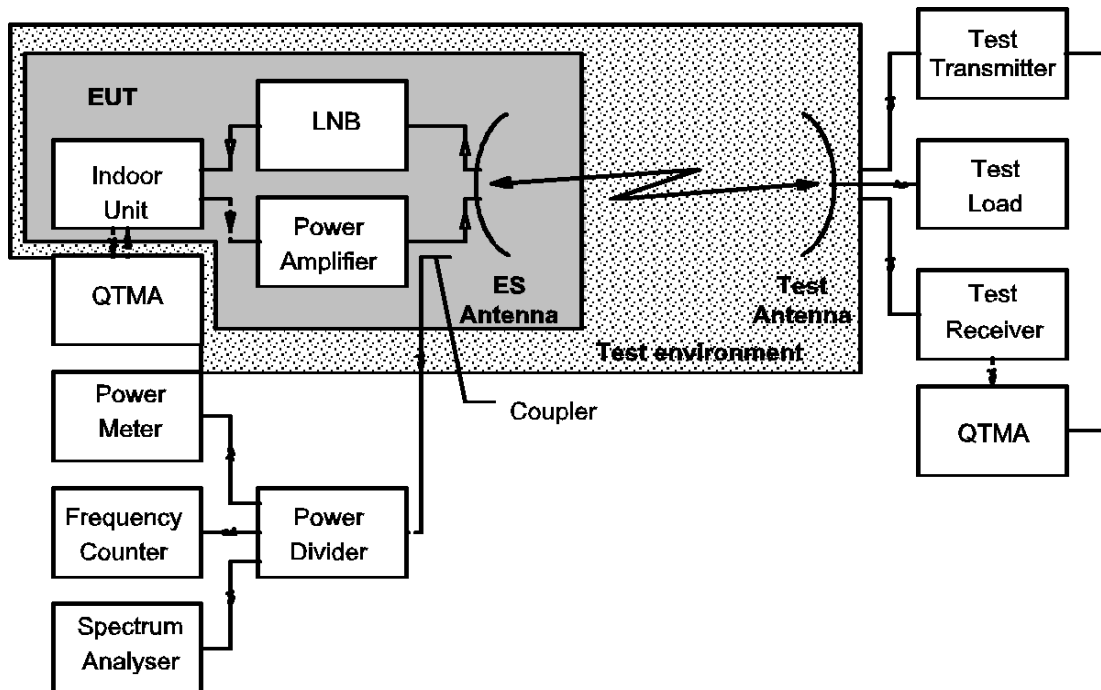 EUT
LNB
Indoor
Unit
Power
Amplifier
QTMA
ES
Antenna
Test
Antenna
Test environment
Test
Transmitter
Test
Load
Test
Receiver
QTMA
Coupler
Power
Meter
Frequency
Counter
Power
Divider
Spectrum
Analyser